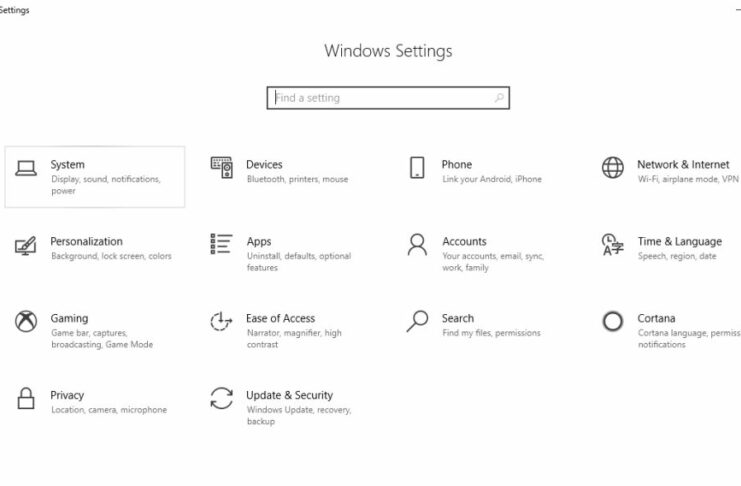 Settings
Windows Settings
Find a setting
System
Display, sound, notifications,
power
Devices
Bluetooth, printers, mouse
Phone
Link your Android, iPhone
Network & Internet
Wi-Fi, airplane mode, VPN
Personalization
Background, lock screen, colors
Apps
Uninstall, defaults, optional
features
Accounts
Your accounts, email, sync,
work, family
Time & Language
Speech, region, date
Gaming
Game bar, captures,
broadcasting, Game Mode
Ease of Access
Narrator, magnifier, high
contrast
Search
Find my files, permissions
Cortana
Cortana language, permiss
notifications
Privacy
Location, camera, microphone
Update & Security
Windows Update, recovery,
backup